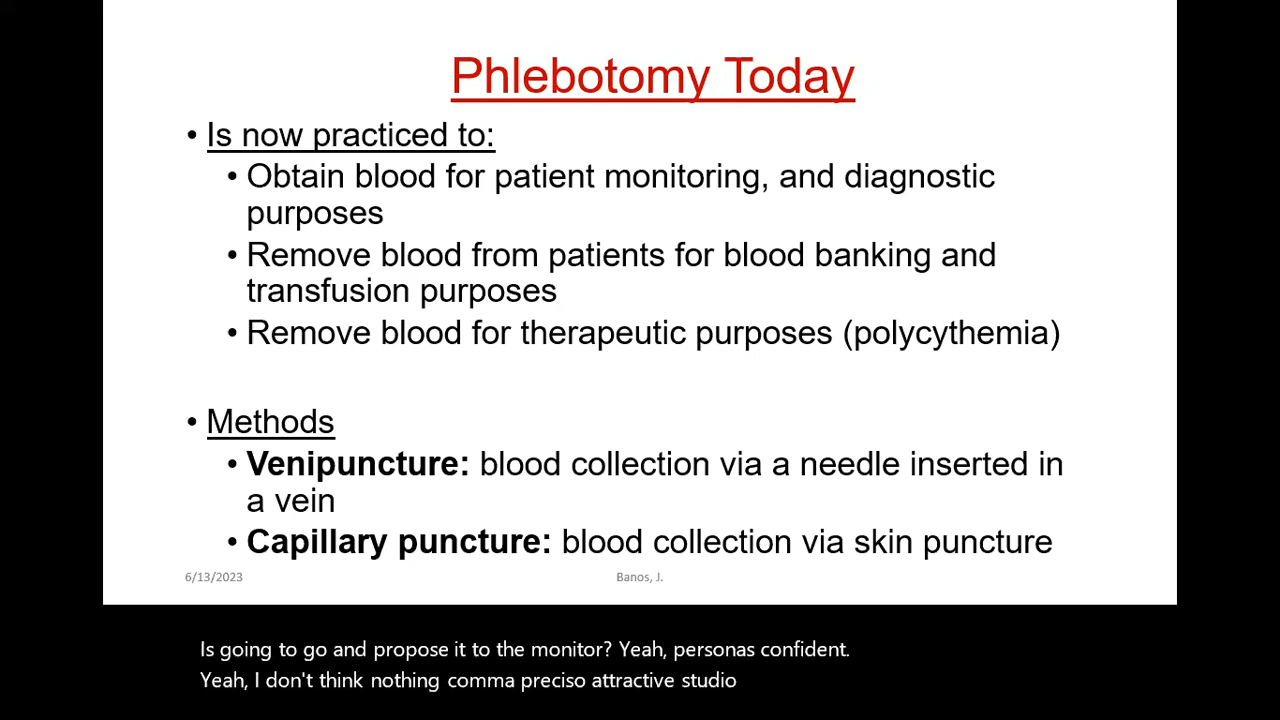 Phlebotomy Today
• Is now practiced to:
• Obtain blood for patient monitoring, and diagnostic
purposes
• Remove blood from patients for blood banking and
transfusion purposes
• Remove blood for therapeutic purposes (polycythemia)
• Methods
• Venipuncture: blood collection via a needle inserted in
a vein
• Capillary puncture: blood collection via skin puncture
6/13/2023
Banos, J.
Is going to go and propose it to the monitor? Yeah, personas confident.
Yeah, I don't think nothing comma preciso attractive studio